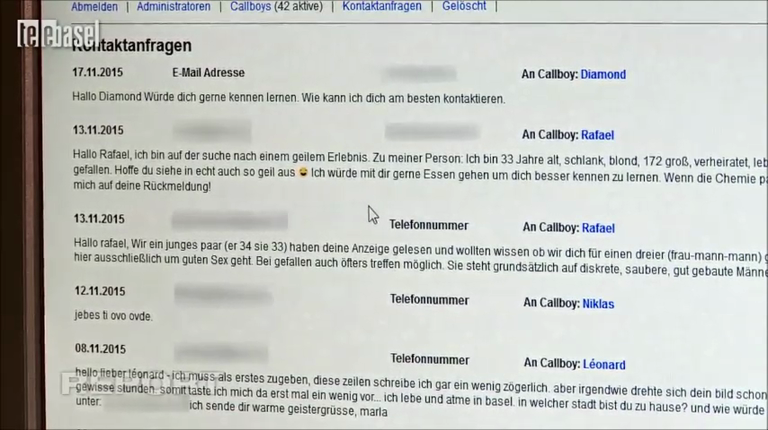 Abmelden | Administratoren | Callboys (42 aktive) | Kontaktanfragen | Gelöscht |
telebasel
Kontaktanfragen
17.11.2015 E-Mail Adresse An Callboy: Diamond
Hallo Diamond Würde dich gerne kennen lernen. Wie kann ich dich am besten kontaktieren.
13.11.2015 An Callboy: Rafael
Hallo Rafael, ich bin auf der suche nach einem geilem Erlebnis. Zu meiner Person: Ich bin 33 Jahre alt, schlank, blond, 172 groß, verheiratet, leb
gefallen. Hoffe du siehe in echt auch so geil aus 😄 Ich würde mit dir gerne Essen gehen um dich besser kennen zu lernen. Wenn die Chemie pa
mich auf deine Rückmeldung!
13.11.2015 Telefonnummer An Callboy: Rafael
Hallo rafael, Wir ein junges paar (er 34 sie 33) haben deine Anzeige gelesen und wollten wissen ob wir dich für einen dreier (frau-mann-mann) g
hier ausschließlich um guten Sex geht. Bei gefallen auch öfters treffen möglich. Sie steht grundsätzlich auf diskrete, saubere, gut gebaute Männe
12.11.2015 Telefonnummer An Callboy: Niklas
jebes ti ovo ovde.
08.11.2015 Telefonnummer An Callboy: Léonard
hello lieber léonard - ich muss als erstes zugeben, diese zeilen schreibe ich gar ein wenig zögerlich. aber irgendwie drehte sich dein bild schon
gewisse stunden. somit taste ich mich da erst mal ein wenig vor... ich lebe und atme in basel. in welcher stadt bist du zu hause? und wie würde
unter: ich sende dir warme geistergrüsse, marla
REPORT